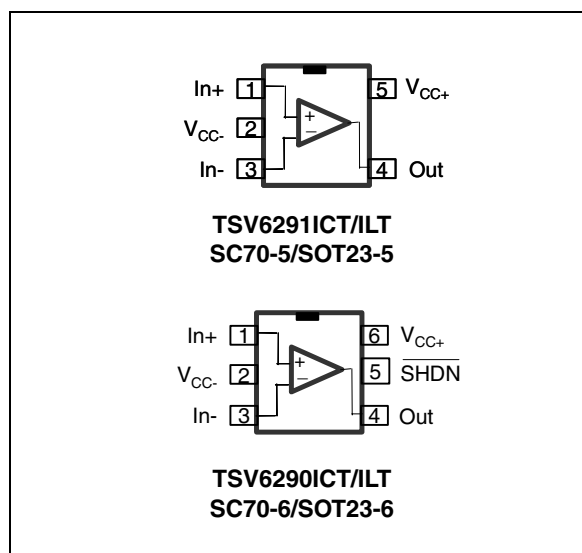 In+ 1 5 VCC+
+
VCC- 2
−
In- 3 4 Out
TSV6291ICT/ILT
SC70-5/SOT23-5
In+ 1 6 VCC+
+
VCC- 2 5 SHDN
−
In- 3 4 Out
TSV6290ICT/ILT
SC70-6/SOT23-6